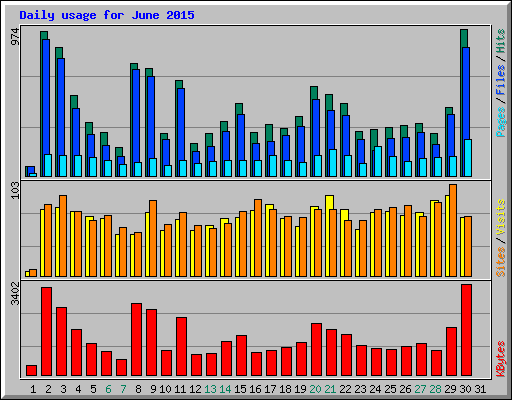 Daily usage for June 2015
974
Pages / Files / Hits
103
Sites / Visits
3402
KBytes
1 2 3 4 5 6 7 8 9 10 11 12 13 14 15 16 17 18 19 20 21 22 23 24 25 26 27 28 29 30 31